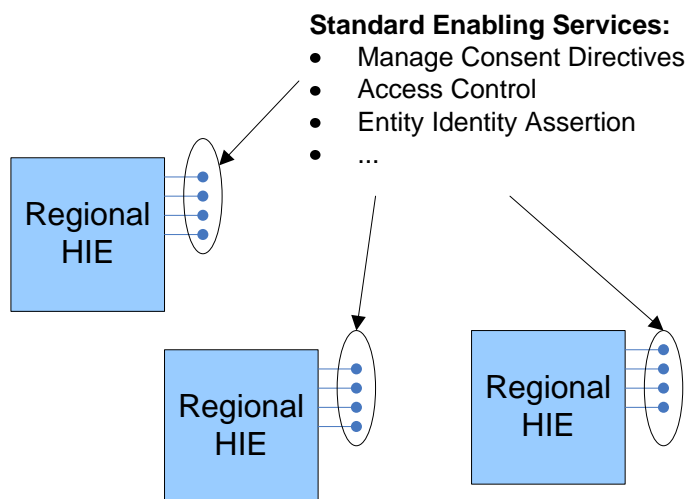 Standard Enabling Services:
• Manage Consent Directives
• Access Control
• Entity Identity Assertion
• ...
Regional
HIE
Regional
HIE
Regional
HIE